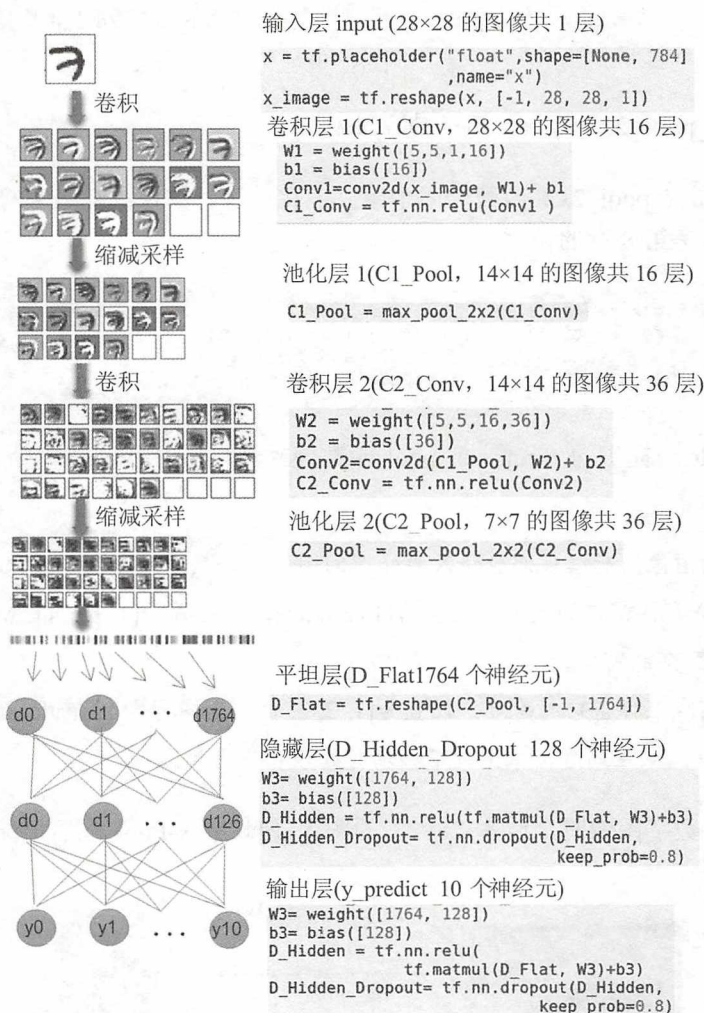 输入层 input (28×28 的图像共 1 层)
x = tf.placeholder("float",shape=[None, 784]
,name="x")
x_image = tf.reshape(x, [-1, 28, 28, 1])
卷积
卷积层 1(C1_Conv，28×28 的图像共 16 层)
W1 = weight([5,5,1,16])
b1 = bias([16])
Conv1=conv2d(x_image, W1)+ b1
C1_Conv = tf.nn.relu(Conv1 )
缩减采样
池化层 1(C1_Pool，14×14 的图像共 16 层)
C1_Pool = max_pool_2x2(C1_Conv)
卷积
卷积层 2(C2_Conv，14×14 的图像共 36 层)
W2 = weight([5,5,16,36])
b2 = bias([36])
Conv2=conv2d(C1_Pool, W2)+ b2
C2_Conv = tf.nn.relu(Conv2)
缩减采样
池化层 2(C2_Pool，7×7 的图像共 36 层)
C2_Pool = max_pool_2x2(C2_Conv)
平坦层(D_Flat1764 个神经元)
D_Flat = tf.reshape(C2_Pool, [-1, 1764])
d0 d1 ··· d1764
隐藏层(D_Hidden_Dropout 128 个神经元)
W3= weight([1764, 128])
b3= bias([128])
D_Hidden = tf.nn.relu(tf.matmul(D_Flat, W3)+b3)
D_Hidden_Dropout= tf.nn.dropout(D_Hidden,
keep_prob=0.8)
d0 d1 ··· d126
输出层(y_predict 10 个神经元)
W3= weight([1764, 128])
b3= bias([128])
D_Hidden = tf.nn.relu(
tf.matmul(D_Flat, W3)+b3)
D_Hidden_Dropout= tf.nn.dropout(D_Hidden,
keep_prob=0.8)
y0 y1 ··· y10